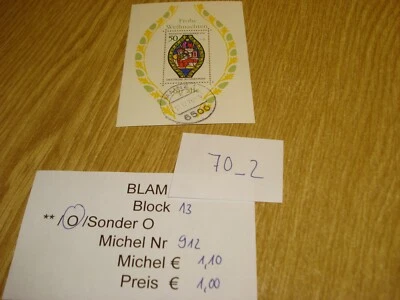 Frohe
Weihnachten
50
6500
70_2
BLAM
Block 13
** /O/Sonder O
Michel Nr 912
Michel € 1,10
Preis € 1,00